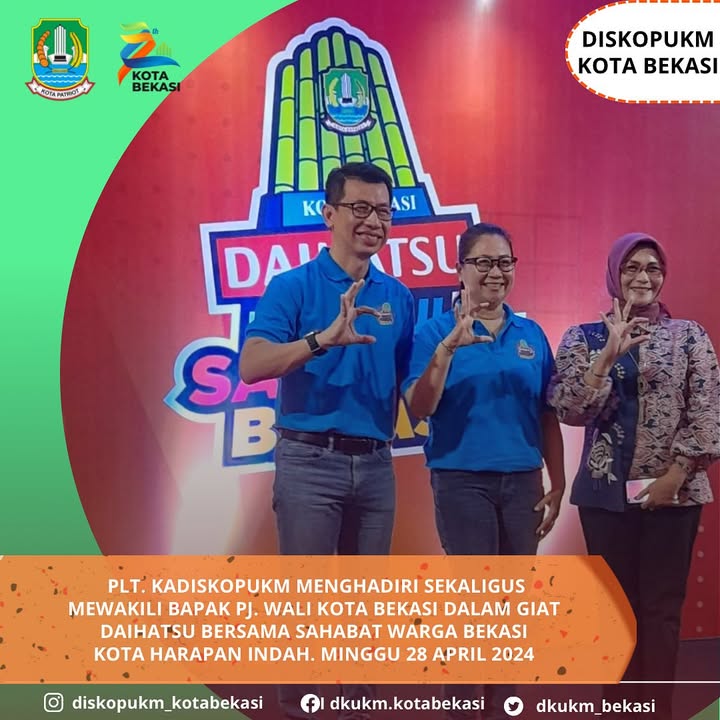 DISKOPUKM
KOTA BEKASI
KOTA PATRIOT
th
KOTA
BEKASI
DAIHATSU
PLT. KADISKOPUKM MENGHADIRI SEKALIGUS
MEWAKILI BAPAK PJ. WALI KOTA BEKASI DALAM GIAT
DAIHATSU BERSAMA SAHABAT WARGA BEKASI
KOTA HARAPAN INDAH. MINGGU 28 APRIL 2024
diskopukm_kotabekasi
dkukm.kotabekasi
dkukm_bekasi